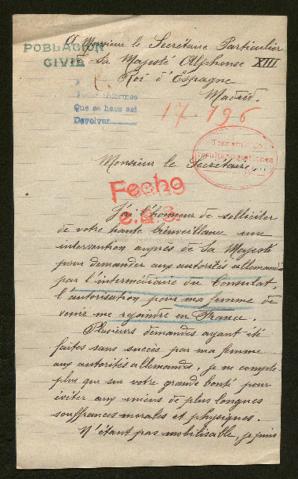 POBLACION
CIVIL
A Monsieur le Secrétaire Particulier
de Sa Majesté Alphonse XIII
Roi d'Espagne
Madrid
Que se haga
Devolver
17.796
Monsieur le Secrétaire,
Fecho
J'ai l'honneur de solliciter
de votre haute bienveillance une
intervention auprès de Sa Majesté
pour demander aux autorités allemandes
par l'intermédiaire du Consulat,
l'autorisation pour ma femme de
venir me rejoindre en France.
Plusieurs demandes ayant été
faites sans succès par ma femme
aux autorités allemandes, je ne compte
plus que sur votre grande bonté pour
éviter aux miens de plus longues
souffrances morales et physiques.
N'étant pas mobilisable, je puis